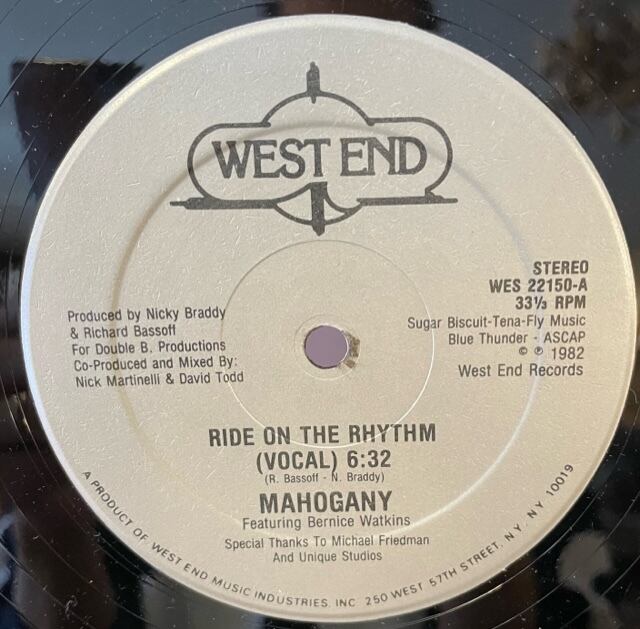 WEST END
STEREO
WES 22150-A
33⅓ RPM
Sugar Biscuit-Tena-Fly Music
Blue Thunder - ASCAP
© ℗ 1982
West End Records
Produced by Nicky Braddy
& Richard Bassoff
For Double B. Productions
Co-Produced and Mixed By:
Nick Martinelli & David Todd
RIDE ON THE RHYTHM
(VOCAL) 6:32
(R. Bassoff - N. Braddy)
MAHOGANY
Featuring Bernice Watkins
Special Thanks To Michael Friedman
And Unique Studios
A PRODUCT OF WEST END MUSIC INDUSTRIES. INC 250 WEST 57TH STREET, N.Y. N.Y. 10019